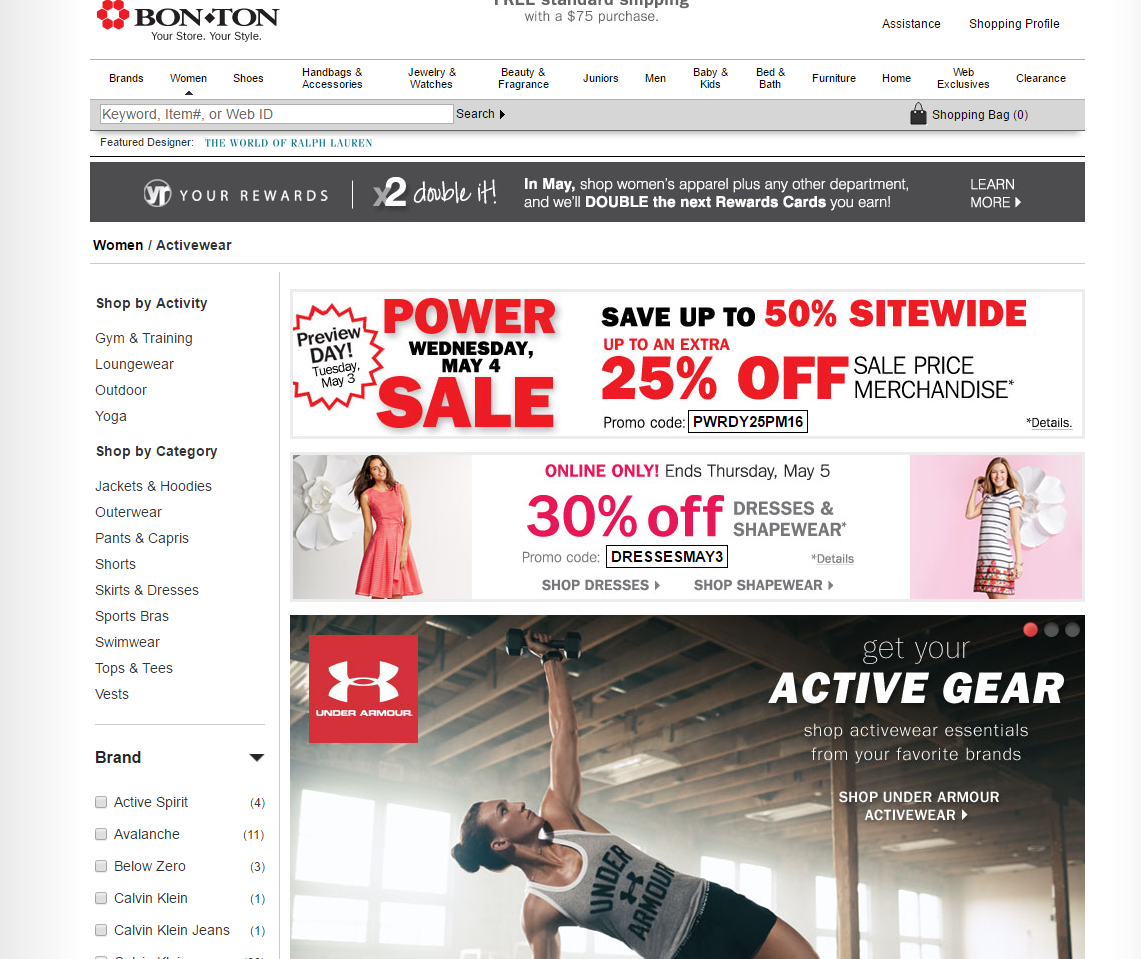 FREE standard shipping
with a $75 purchase.
BON•TON
Your Store. Your Style.
Assistance
Shopping Profile
Brands
Women
Shoes
Handbags &
Accessories
Jewelry &
Watches
Beauty &
Fragrance
Juniors
Men
Baby &
Kids
Bed &
Bath
Furniture
Home
Web
Exclusives
Clearance
Keyword, Item#, or Web ID
Search
Shopping Bag (0)
Featured Designer:
THE WORLD OF RALPH LAUREN
yr YOUR REWARDS
x2 double it!
In May, shop women's apparel plus any other department,
and we'll DOUBLE the next Rewards Cards you earn!
LEARN
MORE
Women / Activewear
Shop by Activity
Gym & Training
Loungewear
Outdoor
Yoga
Shop by Category
Jackets & Hoodies
Outerwear
Pants & Capris
Shorts
Skirts & Dresses
Sports Bras
Swimwear
Tops & Tees
Vests
Brand
Active Spirit (4)
Avalanche (11)
Below Zero (3)
Calvin Klein (1)
Calvin Klein Jeans (1)
Preview
DAY!
Tuesday,
May 3
POWER
WEDNESDAY,
MAY 4
SALE
SAVE UP TO 50% SITEWIDE
UP TO AN EXTRA
25% OFF
SALE PRICE
MERCHANDISE*
Promo code: PWRDY25PM16
*Details.
ONLINE ONLY! Ends Thursday, May 5
30% off
DRESSES &
SHAPEWEAR*
Promo code: DRESSESMAY3
*Details
SHOP DRESSES
SHOP SHAPEWEAR
UNDER ARMOUR
get your
ACTIVE GEAR
shop activewear essentials
from your favorite brands
SHOP UNDER ARMOUR
ACTIVEWEAR
UNDER
ARMOUR